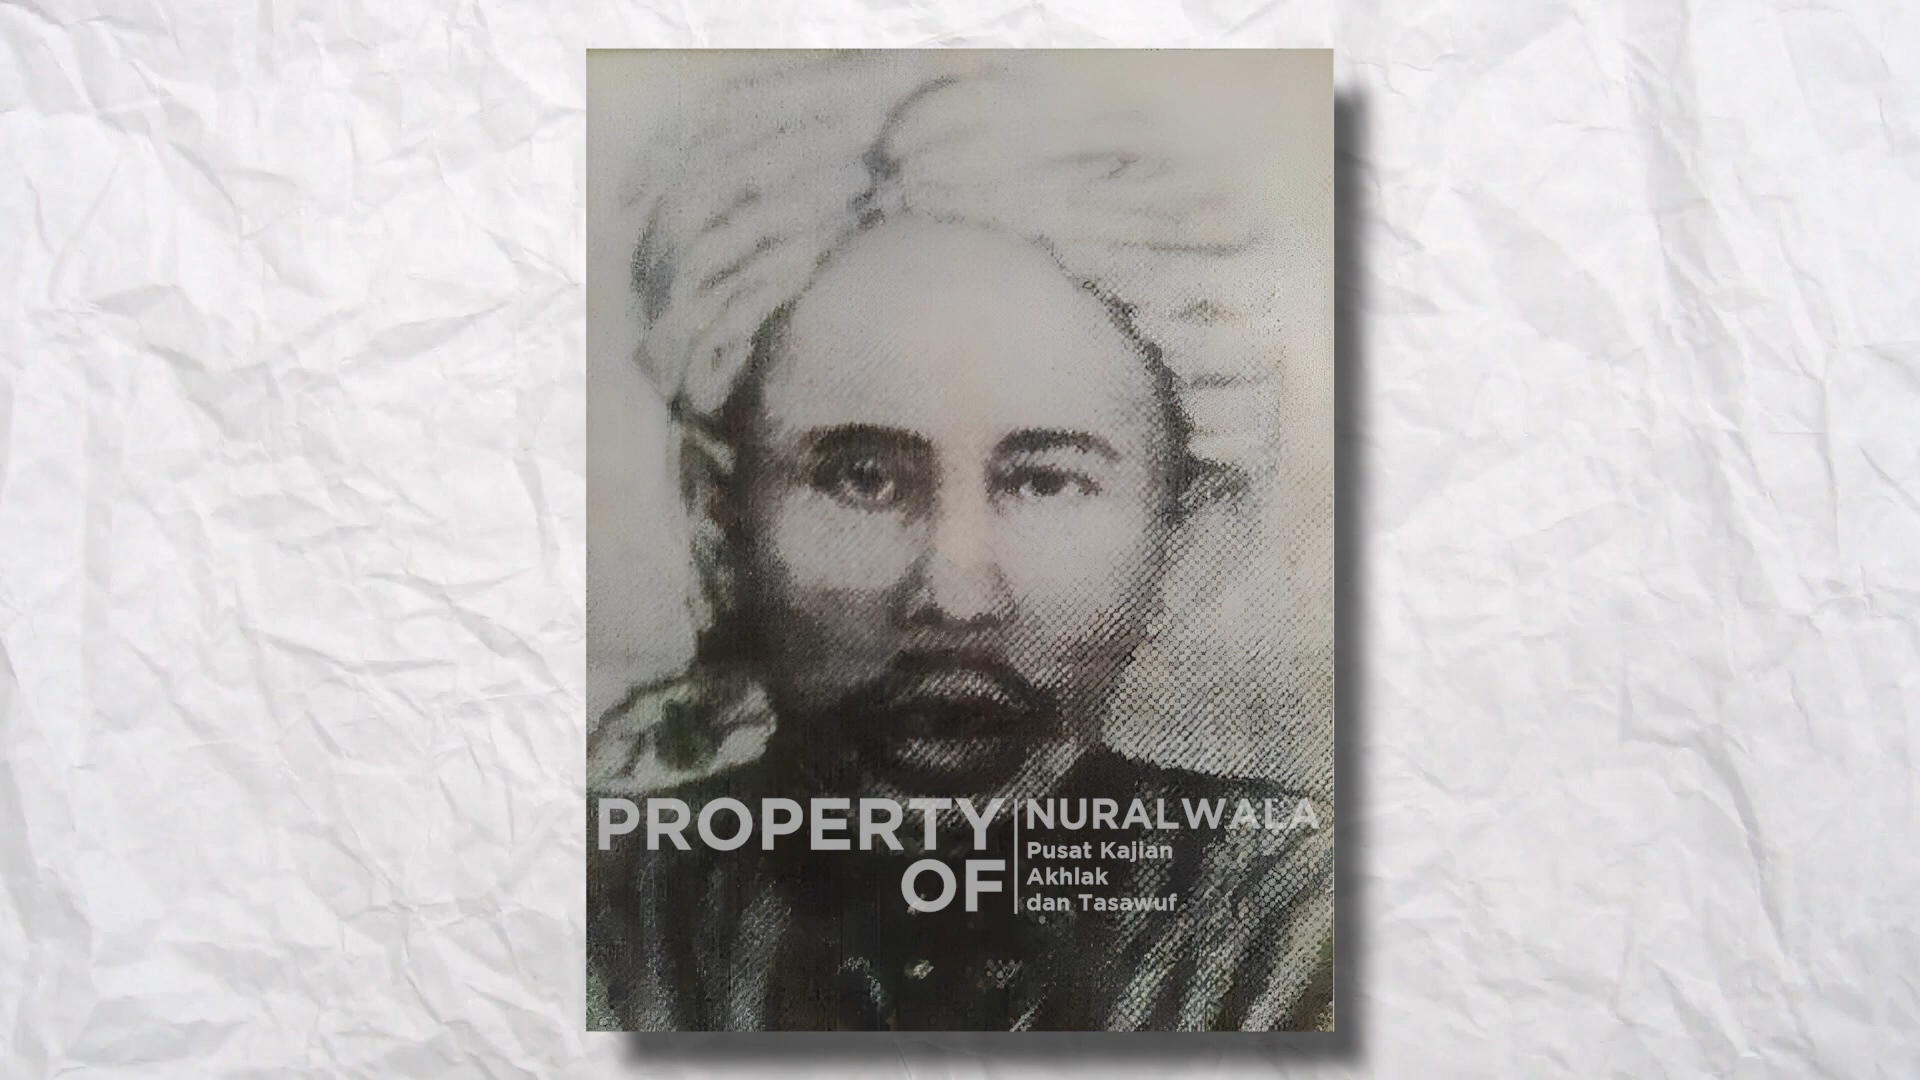 PROPERTY OF
NURALWALA
Pusat Kajian
Akhlak
dan Tasawuf